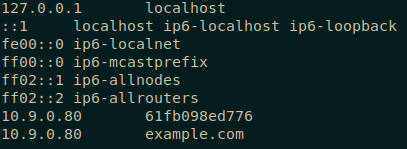 127.0.0.1 localhost
::1 localhost ip6-localhost ip6-loopback
fe00::0 ip6-localnet
ff00::0 ip6-mcastprefix
ff02::1 ip6-allnodes
ff02::2 ip6-allrouters
10.9.0.80 61fb098ed776
10.9.0.80 example.com